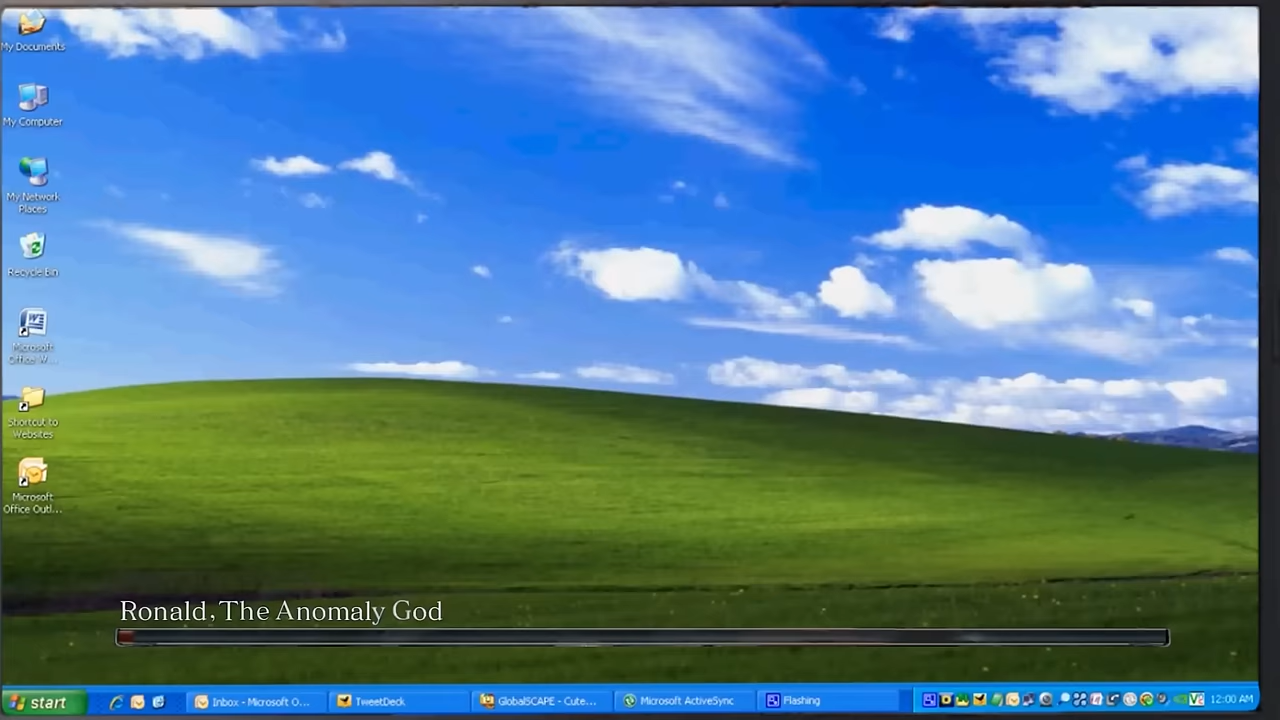 My Documents
My Computer
My Network
Places
Recycle Bin
Microsoft
Office W...
Shortcut to
Websites
Microsoft
Office Outl...
Ronald, The Anomaly God
start
Inbox - Microsoft O...
TweetDeck
GlobalSCAPE - Cute...
Microsoft ActiveSync
Flashing
12:00 AM